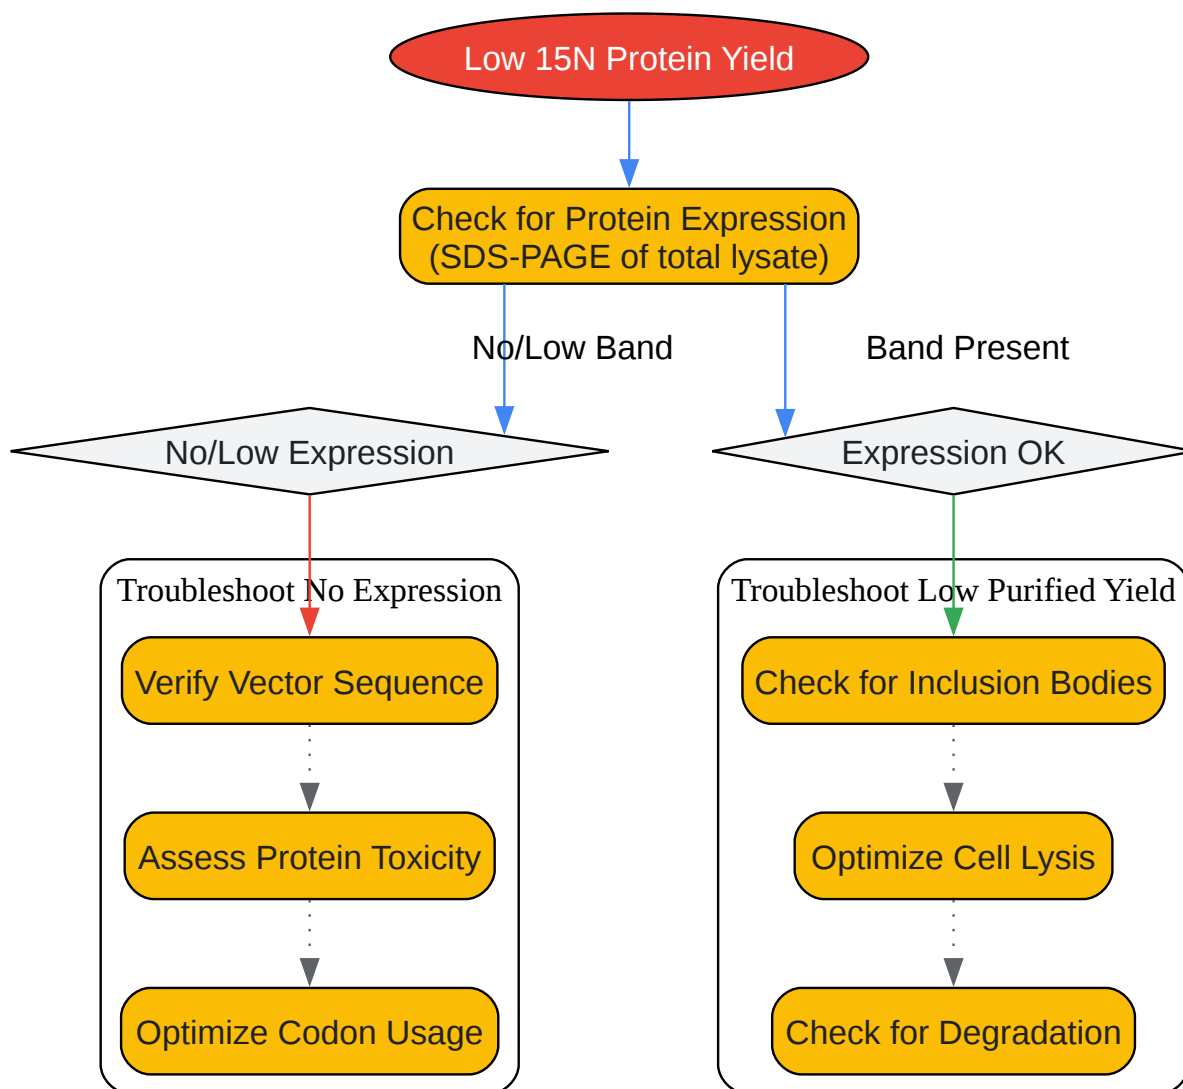 Low 15N Protein Yield
Check for Protein Expression
(SDS-PAGE of total lysate)
No/Low Band
Band Present
No/Low Expression
Expression OK
Troubleshoot No Expression
Troubleshoot Low Purified Yield
Verify Vector Sequence
Check for Inclusion Bodies
Assess Protein Toxicity
Optimize Cell Lysis
Optimize Codon Usage
Check for Degradation